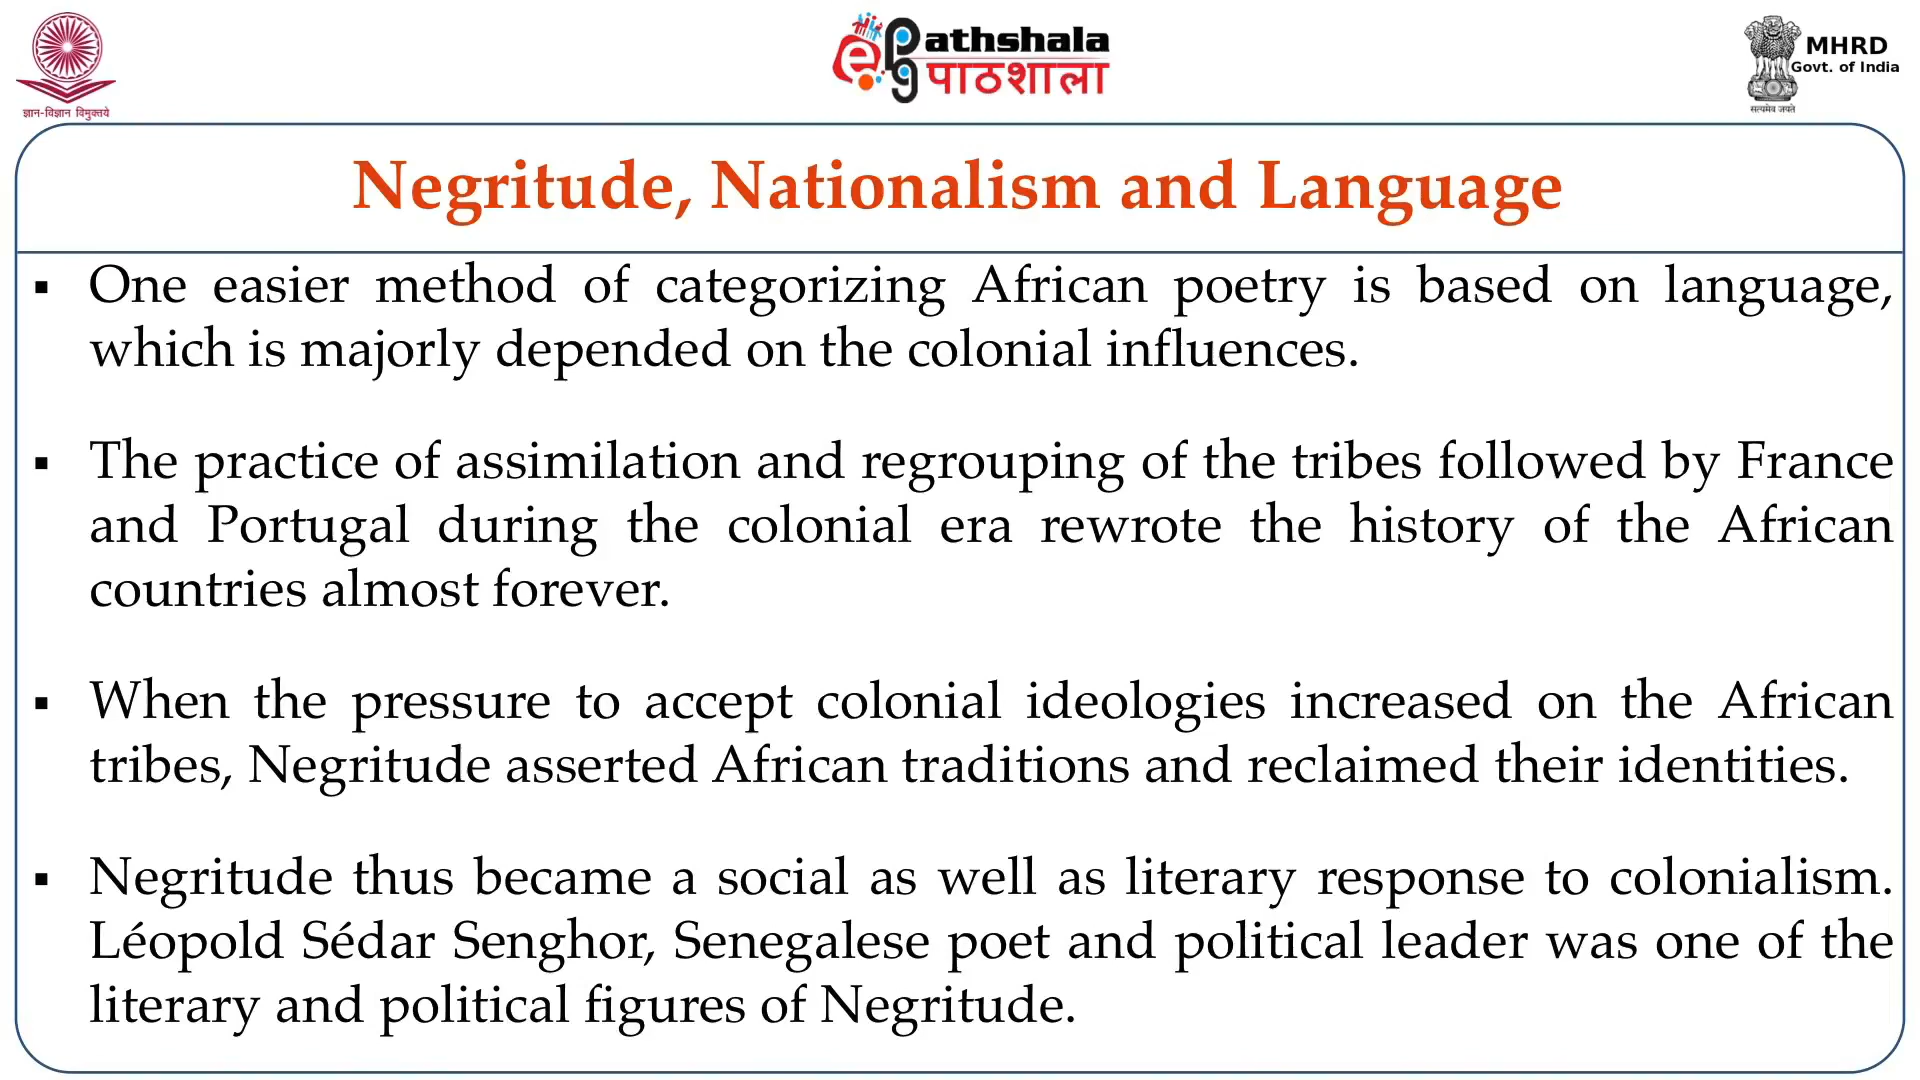 ज्ञान-विज्ञान विमुक्तये
ePG Pathshala
पाठशाला
MHRD
Govt. of India
सत्यमेव जयते
Negritude, Nationalism and Language
▪ One easier method of categorizing African poetry is based on language,
which is majorly depended on the colonial influences.
▪ The practice of assimilation and regrouping of the tribes followed by France
and Portugal during the colonial era rewrote the history of the African
countries almost forever.
▪ When the pressure to accept colonial ideologies increased on the African
tribes, Negritude asserted African traditions and reclaimed their identities.
▪ Negritude thus became a social as well as literary response to colonialism.
Léopold Sédar Senghor, Senegalese poet and political leader was one of the
literary and political figures of Negritude.